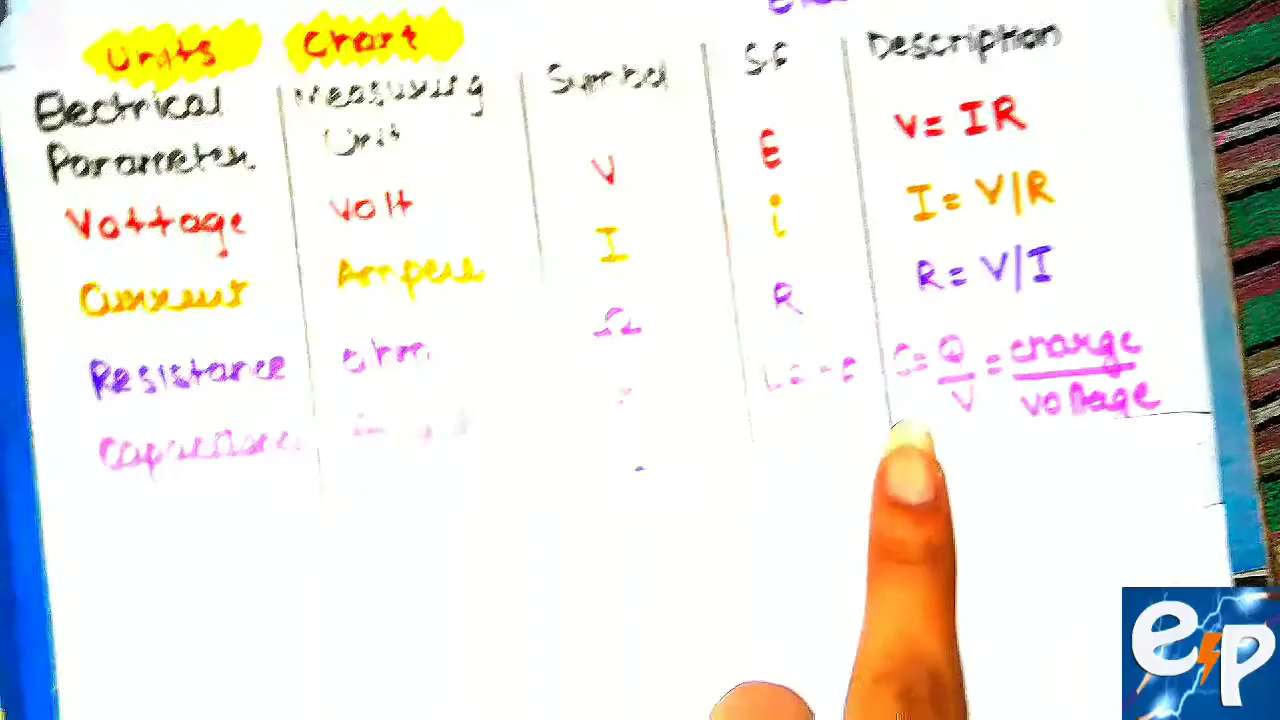 Units Chart
Electrical Parameter Measuring Unit Symbol SF Description
Voltage Volt V E V= IR
Current Ampere I i I= V/R
Resistance ohm Ω R R= V/I
Capacitance C= Q/V = charge/voltage
ep